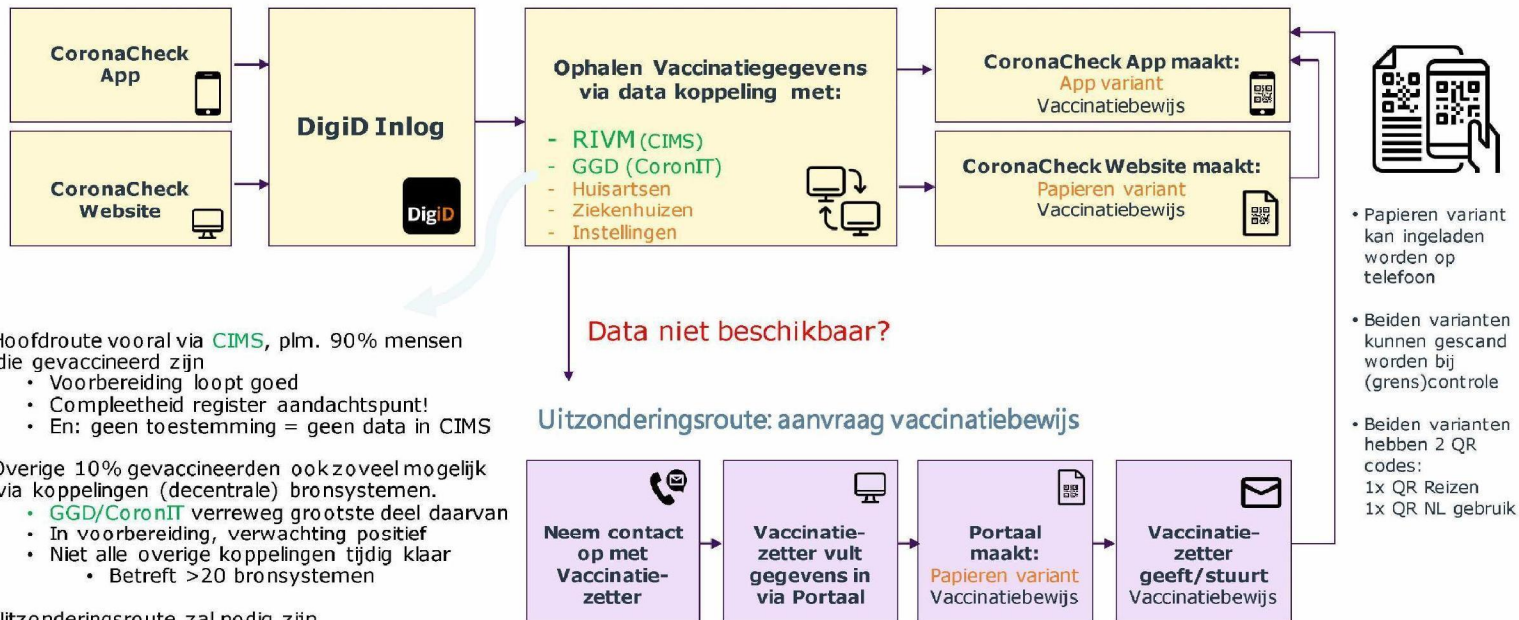 CoronaCheck
App
CoronaCheck
Website
DigiD Inlog
DigiD
Ophalen Vaccinatiegegevens
via data koppeling met:
- RIVM (CIMS)
- GGD (CoronIT)
- Huisartsen
- Ziekenhuizen
- Instellingen
CoronaCheck App maakt:
App variant
Vaccinatiebewijs
CoronaCheck Website maakt:
Papieren variant
Vaccinatiebewijs
• Papieren variant
kan ingeladen
worden op
telefoon
• Beiden varianten
kunnen gescand
worden bij
(grens)controle
• Beiden varianten
hebben 2 QR
codes:
1x QR Reizen
1x QR NL gebruik
Hoofdroute vooral via CIMS, plm. 90% mensen
die gevaccineerd zijn
• Voorbereiding loopt goed
• Compleetheid register aandachtspunt!
• En: geen toestemming = geen data in CIMS
Overige 10% gevaccineerden ook zoveel mogelijk
via koppelingen (decentrale) bronsystemen.
• GGD/CoronIT verreweg grootste deel daarvan
• In voorbereiding, verwachting positief
• Niet alle overige koppelingen tijdig klaar
• Betreft >20 bronsystemen
Uitzonderingsroute zal nodig zijn
Data niet beschikbaar?
Uitzonderingsroute: aanvraag vaccinatiebewijs
Neem contact
op met
Vaccinatie-
zetter
Vaccinatie-
zetter vult
gegevens in
via Portaal
Portaal
maakt:
Papieren variant
Vaccinatiebewijs
Vaccinatie-
zetter
geeft/stuurt
Vaccinatiebewijs